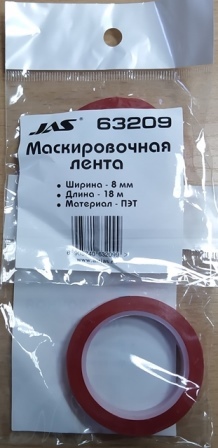 JAS 63209
Маскировочная
лента
• Ширина - 8 мм
• Длина - 18 м
• Материал - ПЭТ